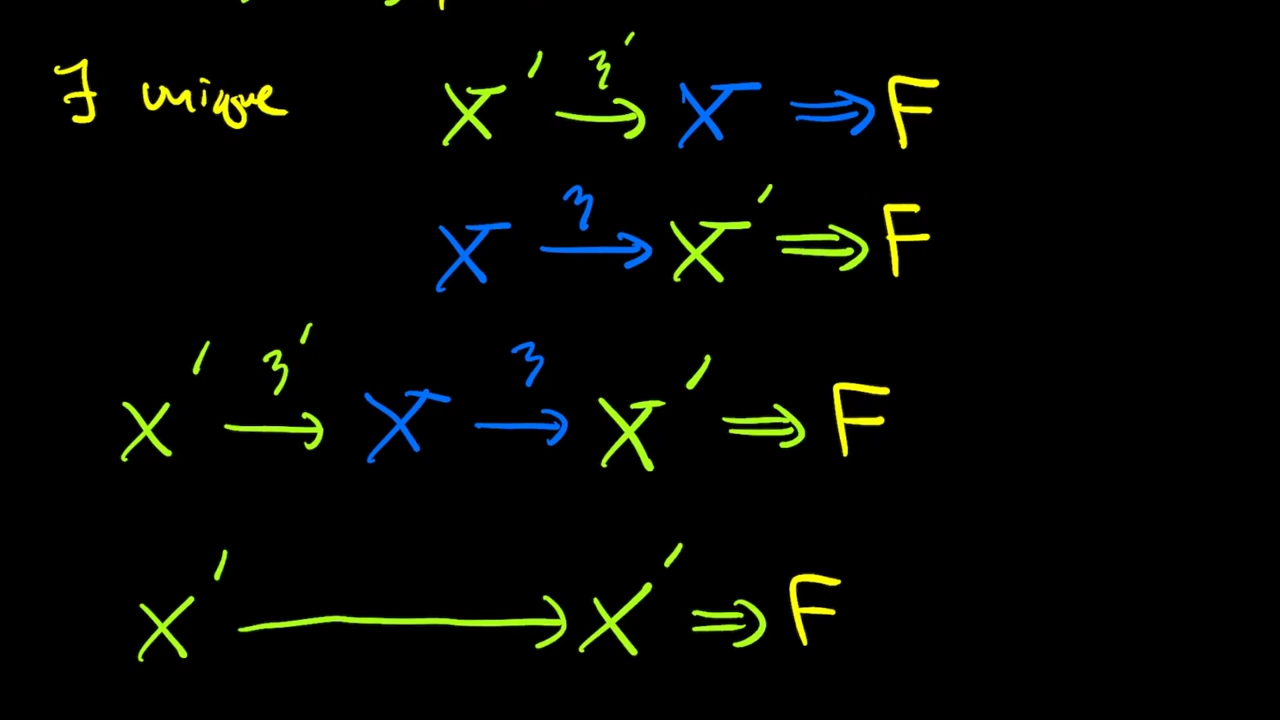 ∃ unique X' →^{η'} X ⇒ F
X →^{η} X' ⇒ F
X' →^{η'} X →^{η} X' ⇒ F
X' → X' ⇒ F